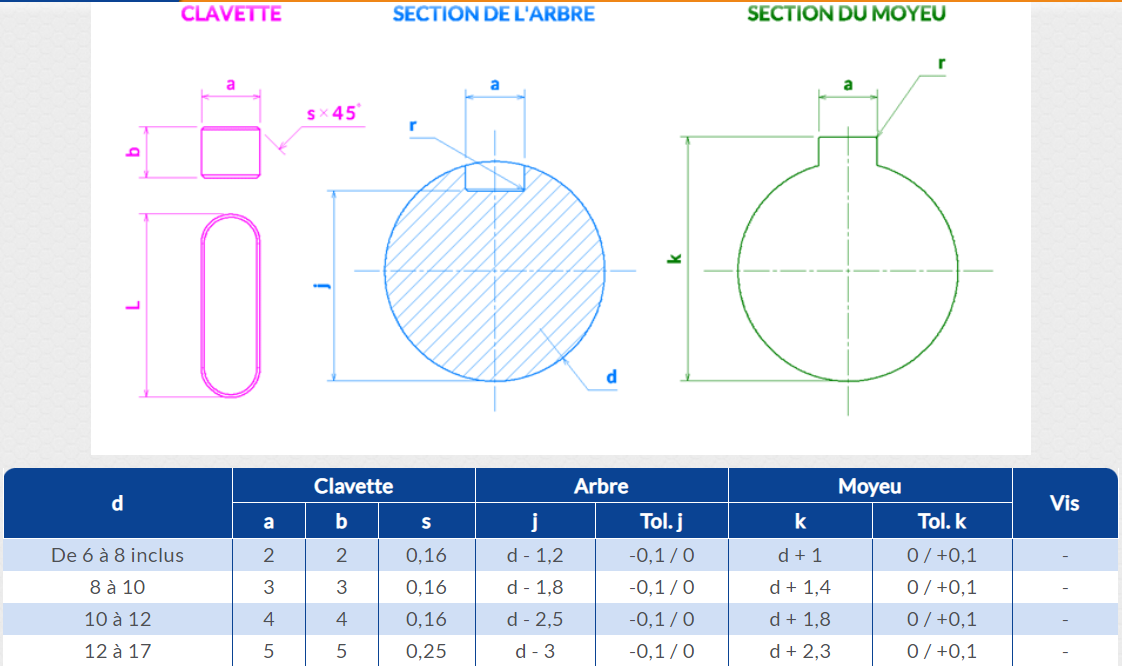 CLAVETTE SECTION DE L'ARBRE SECTION DU MOYEU
a
s×45°
b
L
a
r
j
d
a
r
k
d Clavette Arbre Moyeu Vis
a b s j Tol. j k Tol. k
De 6 à 8 inclus 2 2 0,16 d - 1,2 -0,1 / 0 d + 1 0 / +0,1 -
8 à 10 3 3 0,16 d - 1,8 -0,1 / 0 d + 1,4 0 / +0,1 -
10 à 12 4 4 0,16 d - 2,5 -0,1 / 0 d + 1,8 0 / +0,1 -
12 à 17 5 5 0,25 d - 3 -0,1 / 0 d + 2,3 0 / +0,1 -